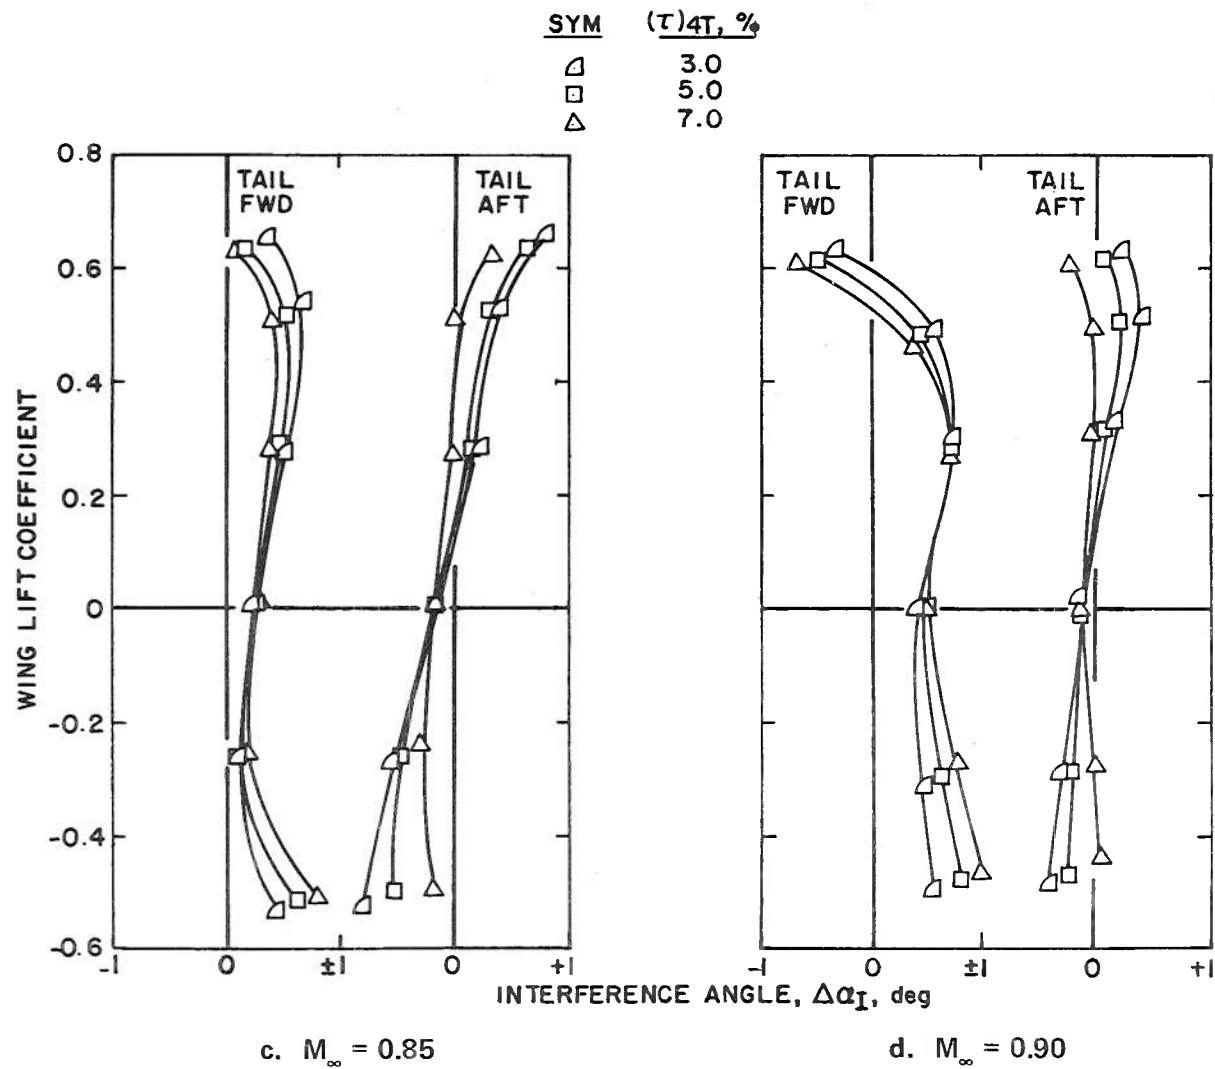 SYM (τ)4T, %
3.0
5.0
7.0
TAIL FWD TAIL AFT TAIL FWD TAIL AFT
0.8
0.6
0.4
0.2
0
-0.2
-0.4
-0.6
WING LIFT COEFFICIENT
-1 0 ±1 0 +1 -1 0 ±1 0 +1
INTERFERENCE ANGLE, ΔαI, deg
c. M∞ = 0.85 d. M∞ = 0.90